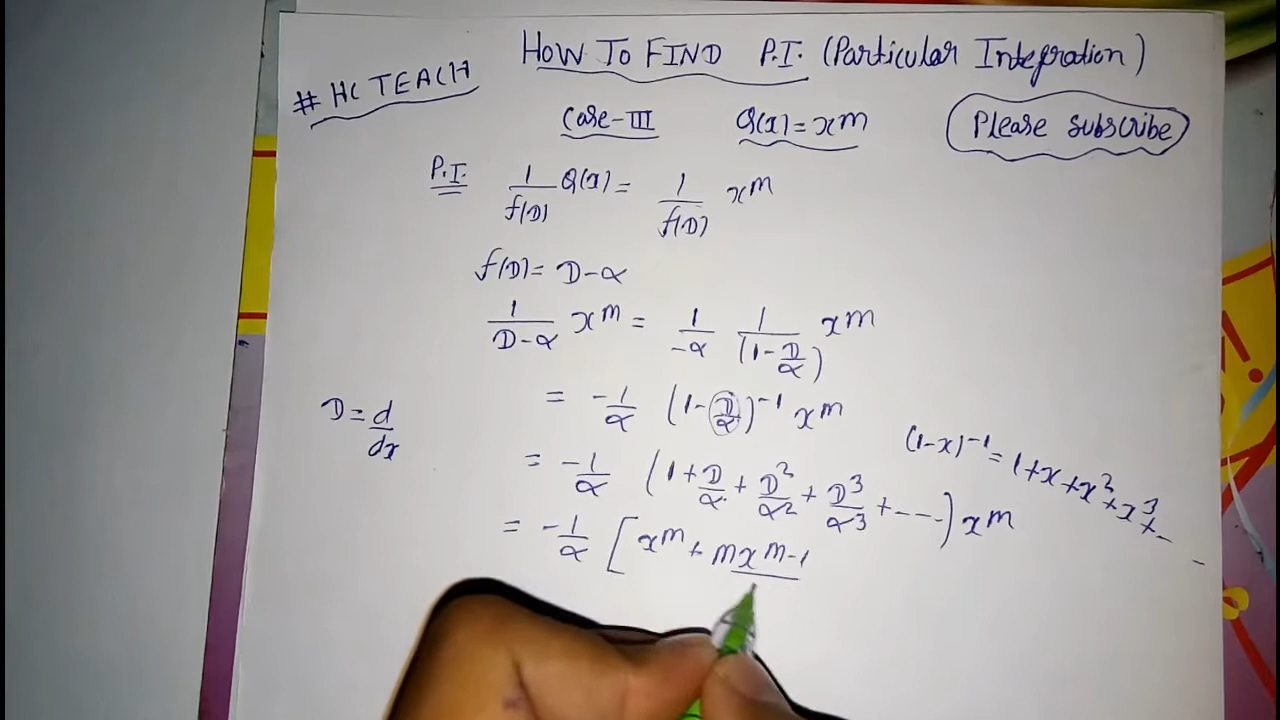 HOW TO FIND P.I. (Particular Integration)
# HC TEACH
Case-III Q(x) = x^m
Please subscribe
P.I. 1/f(D) Q(x) = 1/f(D) x^m
f(D) = D-α
1/(D-α) x^m = 1/-α 1/(1-D/α) x^m
= -1/α (1-D/α)^-1 x^m
D = d/dx
(1-x)^-1 = 1+x+x^2+x^3+--
= -1/α (1+D/α+D^2/α^2+D^3/α^3+----) x^m
= -1/α [x^m + mx^m-1